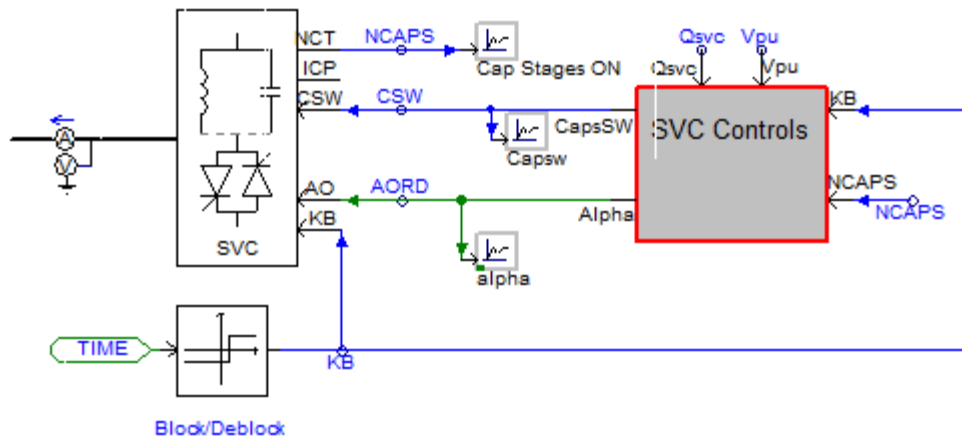 NCT
NCAPS
Cap Stages ON
Qsvc
Vpu
Qsvc
Vpu
ICP
CSW
CSW
CapsSW
Capsw
KB
SVC Controls
A
V
AO
AORD
Alpha
NCAPS
NCAPS
KB
SVC
alpha
TIME
KB
Block/Deblock